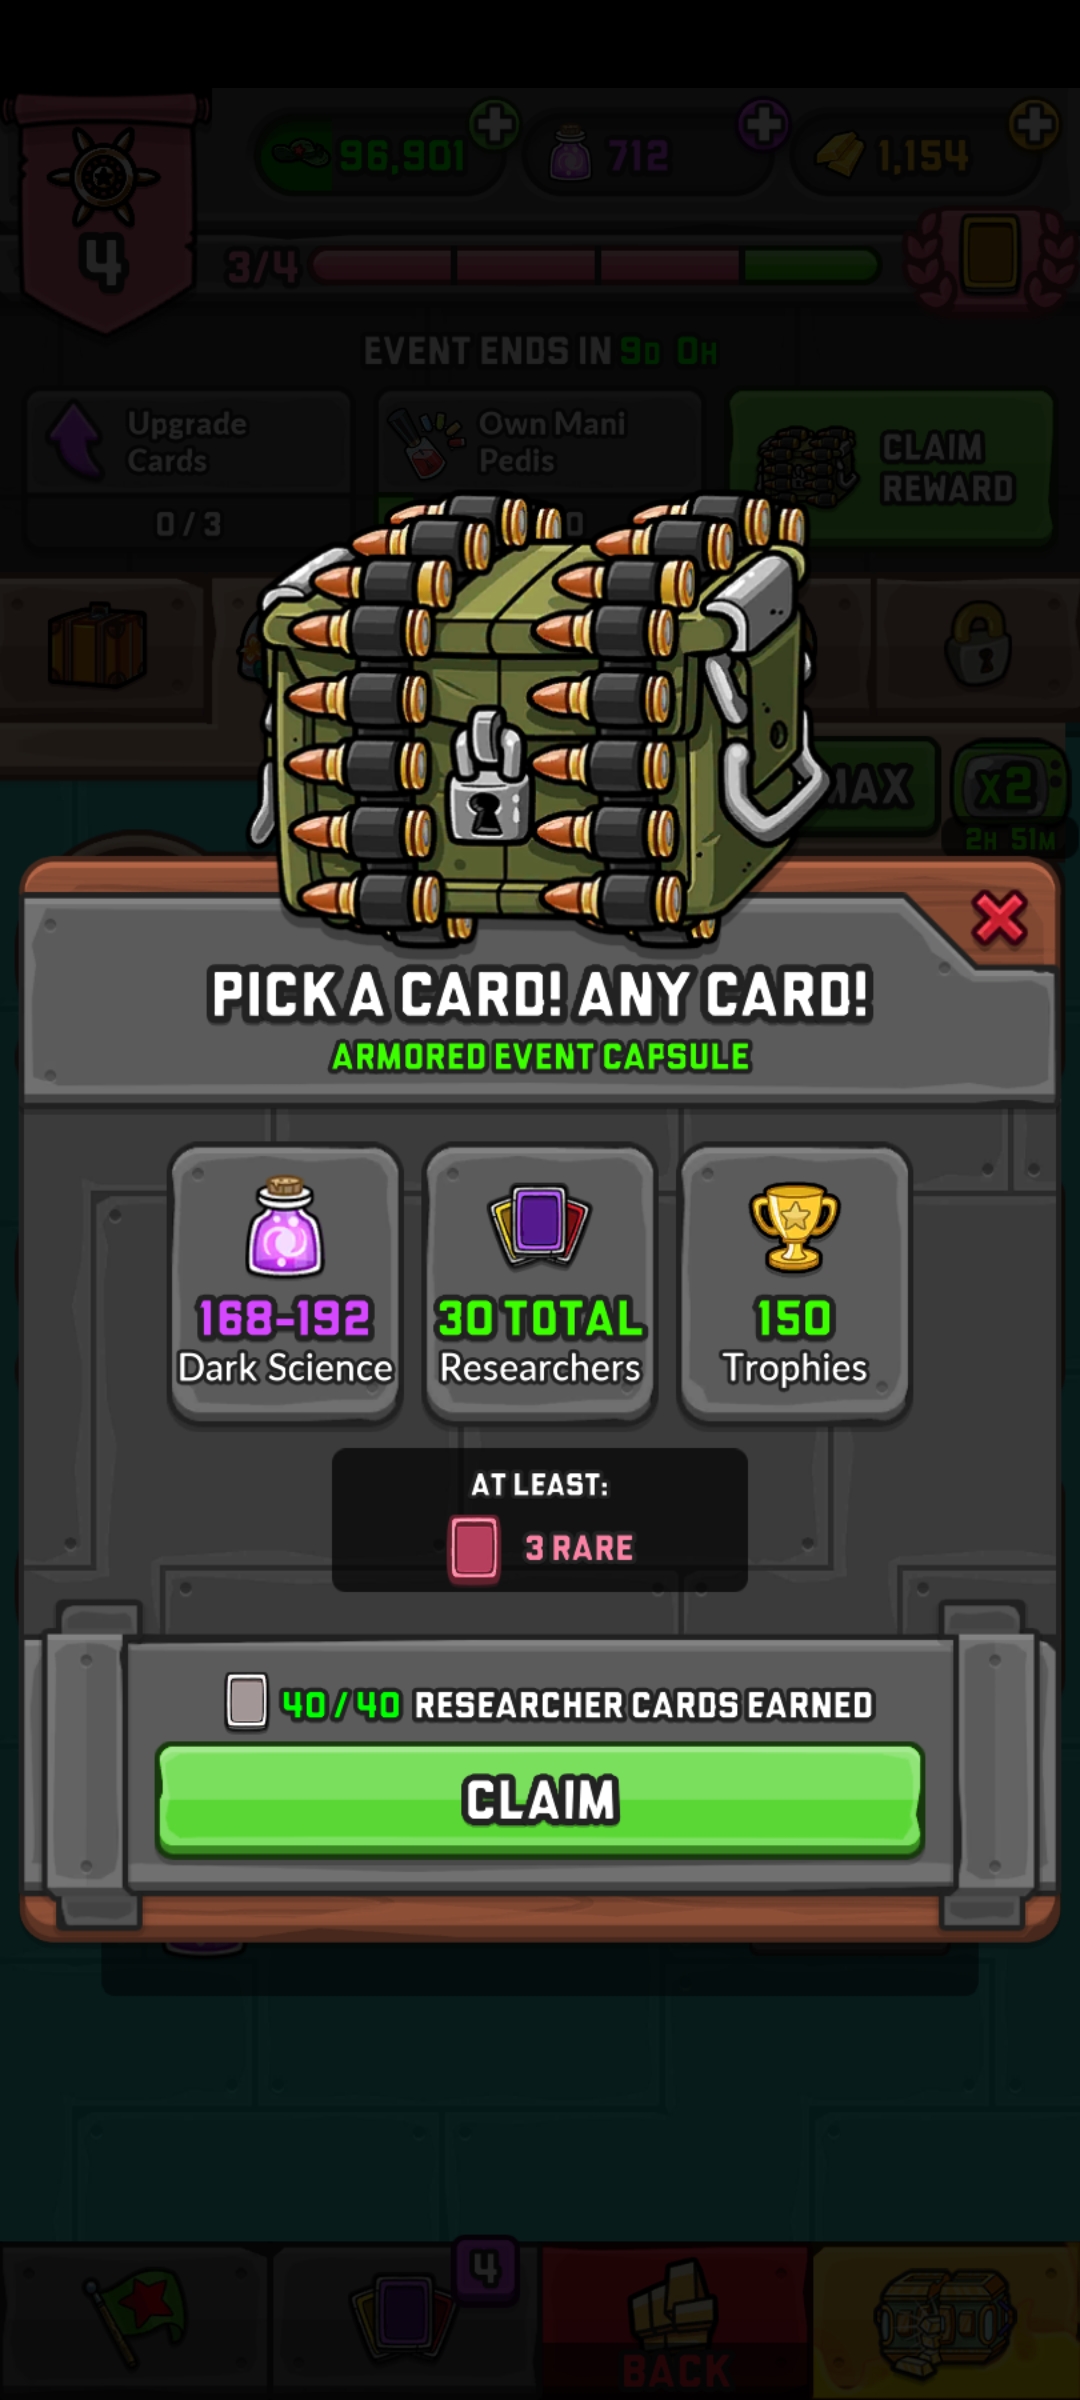 96,901
712
1,154
4
3/4
EVENT ENDS IN 9D 0H
Upgrade
Cards
0 / 3
Own Mani
Pedis
0
CLAIM
REWARD
MAX
x2
2H 51M
PICK A CARD! ANY CARD!
ARMORED EVENT CAPSULE
168-192
Dark Science
30 TOTAL
Researchers
150
Trophies
AT LEAST:
3 RARE
40/40 RESEARCHER CARDS EARNED
CLAIM
4
BACK